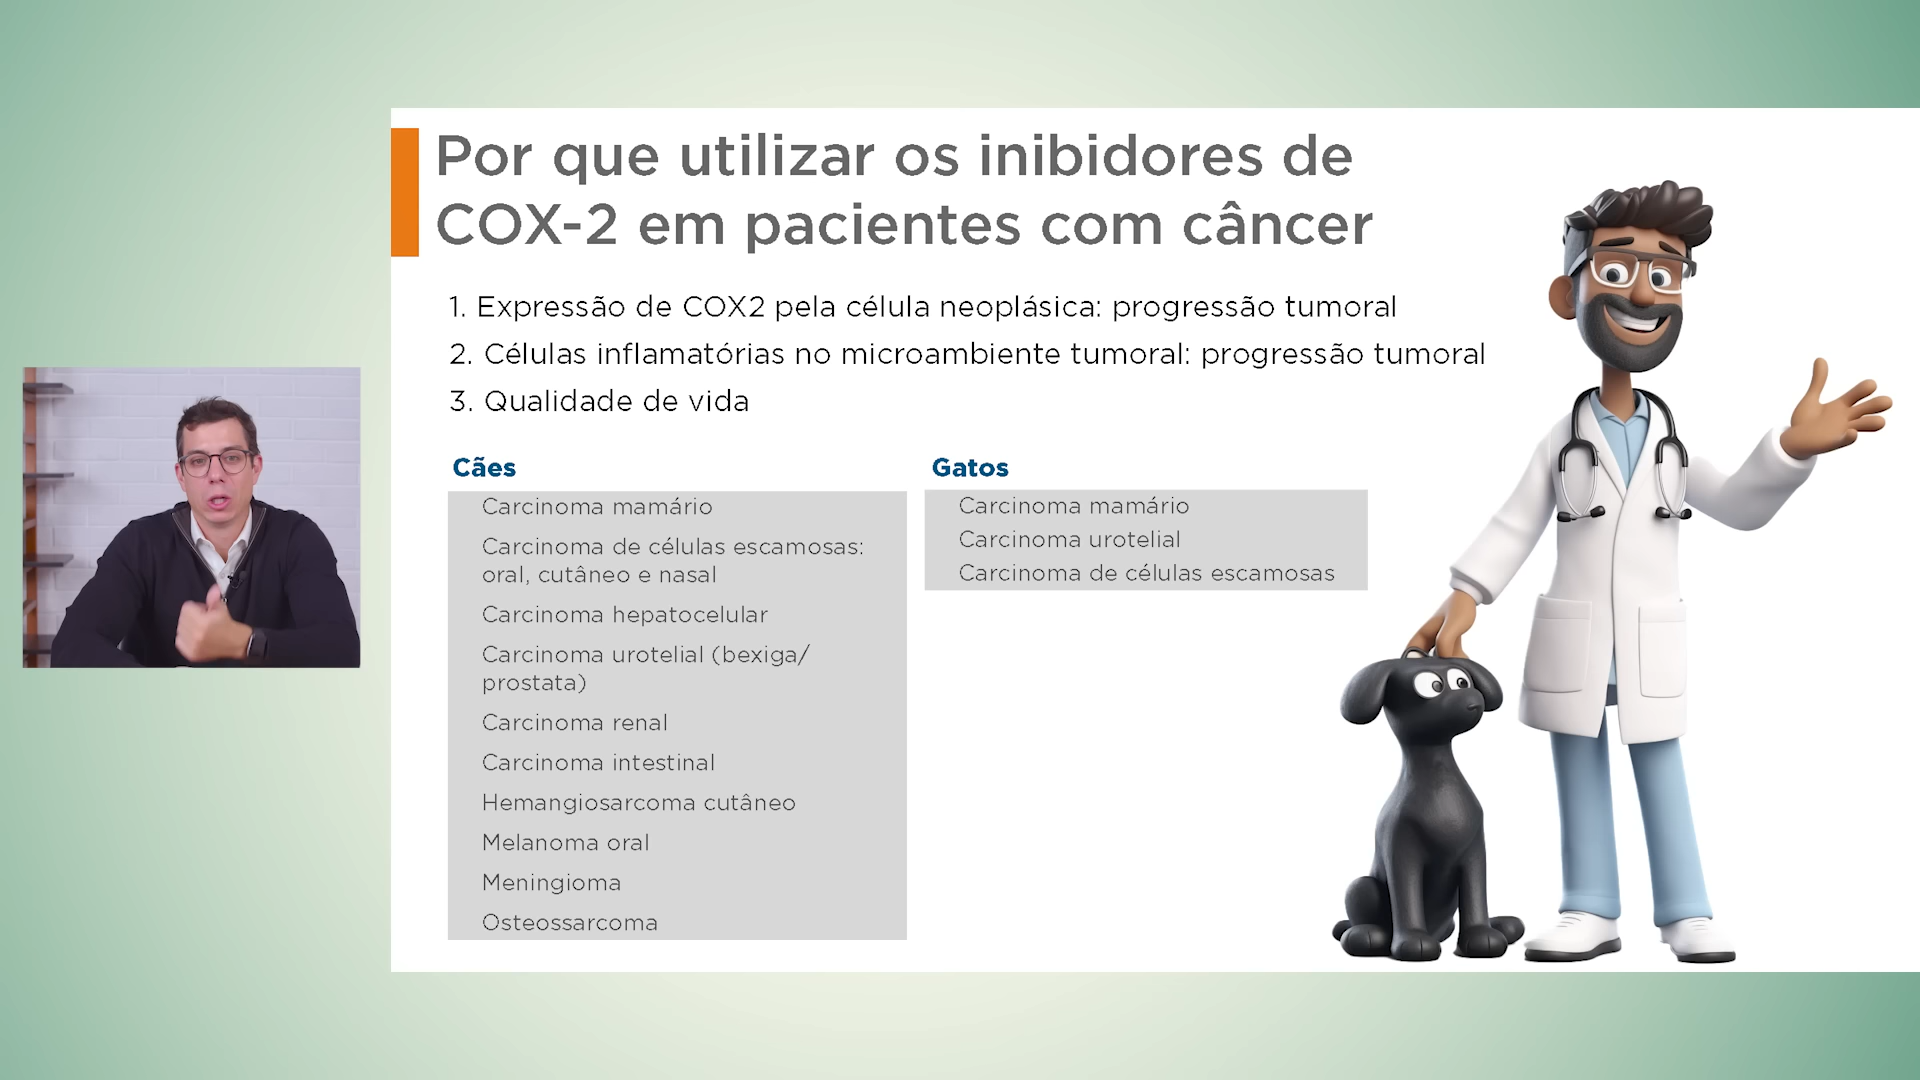 Por que utilizar os inibidores de
COX-2 em pacientes com câncer
1. Expressão de COX2 pela célula neoplásica: progressão tumoral
2. Células inflamatórias no microambiente tumoral: progressão tumoral
3. Qualidade de vida
Cães
Carcinoma mamário
Carcinoma de células escamosas:
oral, cutâneo e nasal
Carcinoma hepatocelular
Carcinoma urotelial (bexiga/
prostata)
Carcinoma renal
Carcinoma intestinal
Hemangiosarcoma cutâneo
Melanoma oral
Meningioma
Osteossarcoma
Gatos
Carcinoma mamário
Carcinoma urotelial
Carcinoma de células escamosas